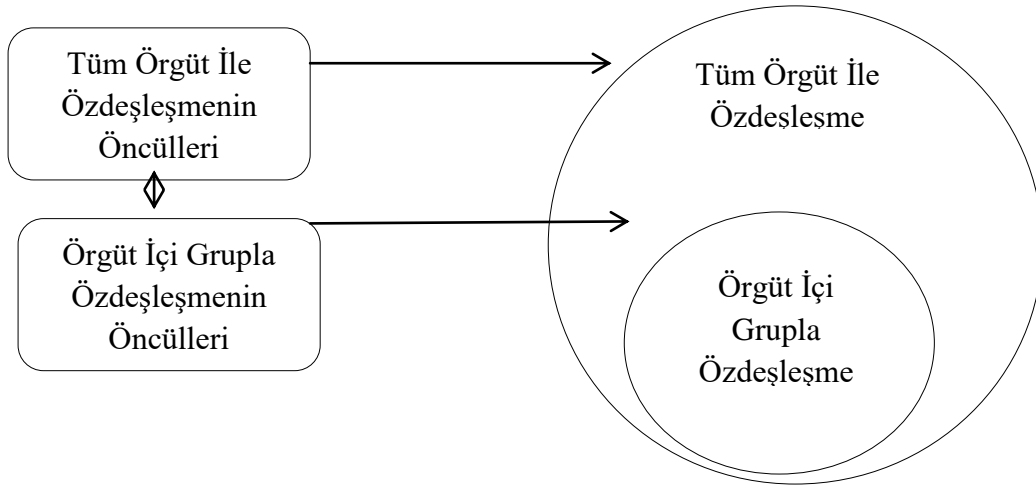 Tüm Örgüt İle
Özdeşleşmenin
Öncülleri
Örgüt İçi Grupla
Özdeşleşmenin
Öncülleri
Tüm Örgüt İle
Özdeşleşme
Örgüt İçi
Grupla
Özdeşleşme